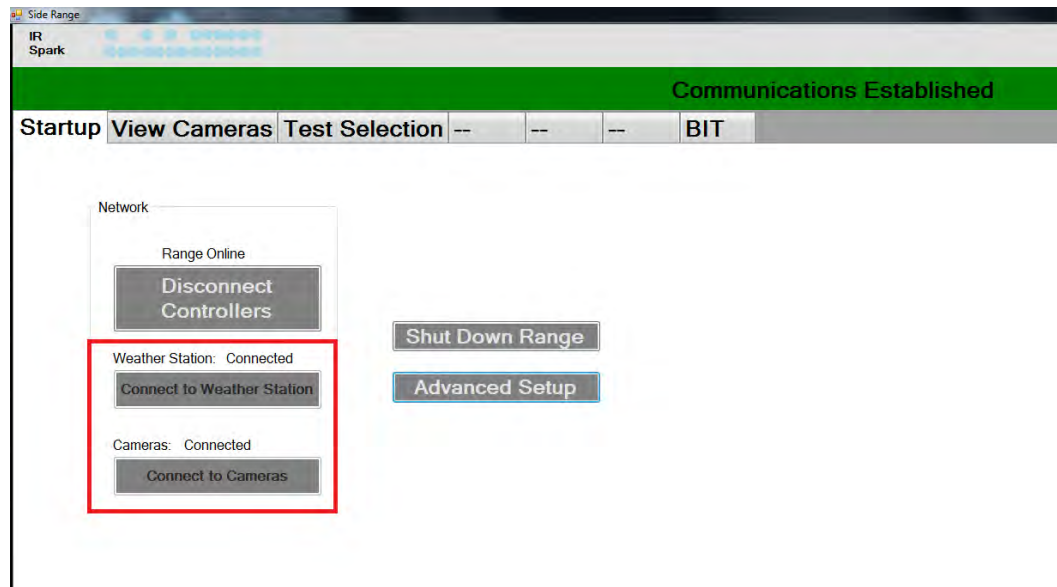 Side Range
IR
Spark
Communications Established
Startup View Cameras Test Selection -- -- -- BIT
Network
Range Online
Disconnect
Controllers
Shut Down Range
Weather Station: Connected
Connect to Weather Station
Advanced Setup
Cameras: Connected
Connect to Cameras